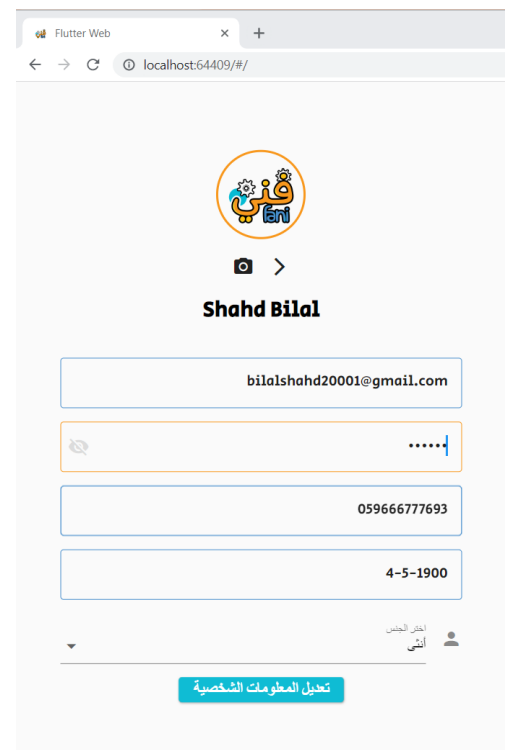 Flutter Web
localhost:64409/#/
فني
fani
Shahd Bilal
bilalshahd20001@gmail.com
••••••
059666777693
4-5-1900
اختر الجنس
أنثى
تعديل المعلومات الشخصية